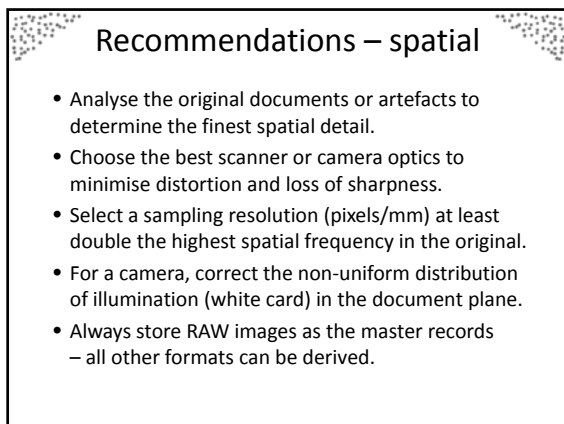 Recommendations – spatial
• Analyse the original documents or artefacts to
determine the finest spatial detail.
• Choose the best scanner or camera optics to
minimise distortion and loss of sharpness.
• Select a sampling resolution (pixels/mm) at least
double the highest spatial frequency in the original.
• For a camera, correct the non-uniform distribution
of illumination (white card) in the document plane.
• Always store RAW images as the master records
– all other formats can be derived.